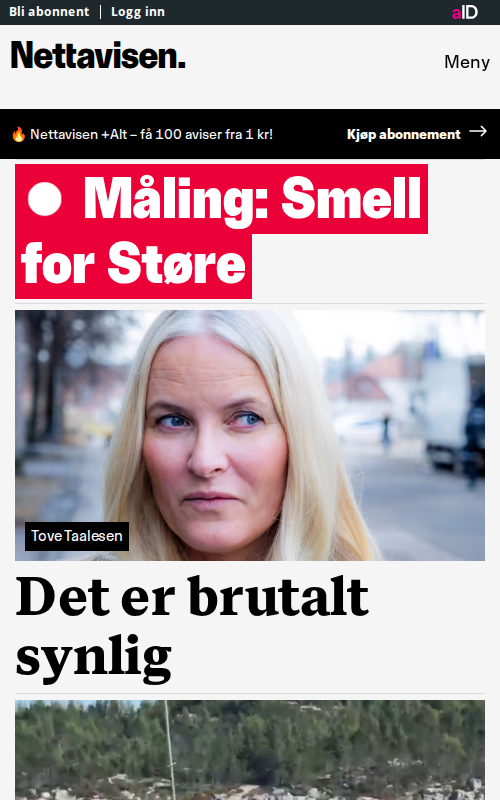 Bli abonnent
Logg inn
aID
Nettavisen.
Meny
🔥 Nettavisen +Alt – få 100 aviser fra 1 kr!
Kjøp abonnement →
Måling: Smell
for Støre
Tove Taalesen
Det er brutalt
synlig